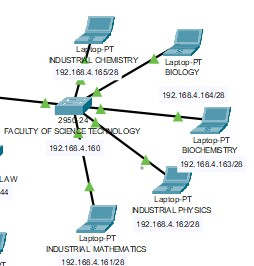 Laptop-PT
INDUSTRIAL CHEMISTRY
192.168.4.165/28
Laptop-PT
BIOLOGY
192.168.4.164/28
2950-24
FACULTY OF SCIENCE TECHNOLOGY
192.168.4.160
Laptop-PT
BIOCHEMISTRY
192.168.4.163/28
LAW
44
Laptop-PT
INDUSTRIAL PHYSICS
192.168.4.162/28
Laptop-PT
INDUSTRIAL MATHEMATICS
192.168.4.161/28
PT